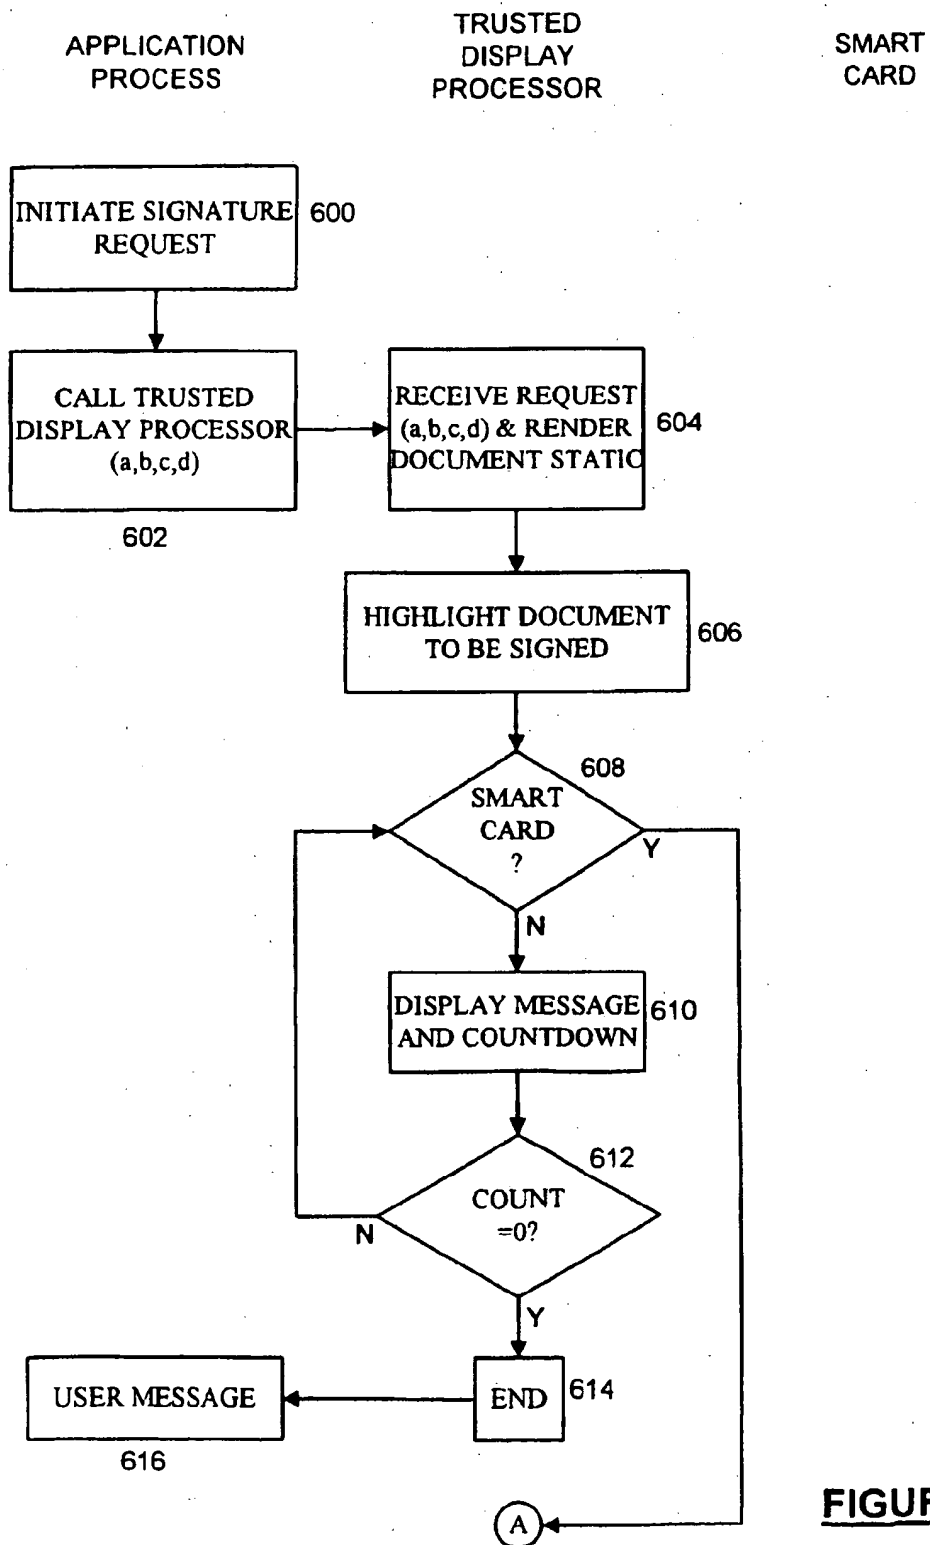 APPLICATION
PROCESS
TRUSTED
DISPLAY
PROCESSOR
SMART
CARD
INITIATE SIGNATURE
REQUEST
600
CALL TRUSTED
DISPLAY PROCESSOR
(a,b,c,d)
602
RECEIVE REQUEST
(a,b,c,d) & RENDER
DOCUMENT STATIC
604
HIGHLIGHT DOCUMENT
TO BE SIGNED
606
608
SMART
CARD
?
Y
N
DISPLAY MESSAGE
AND COUNTDOWN
610
612
COUNT
=0?
N
Y
USER MESSAGE
616
END
614
A